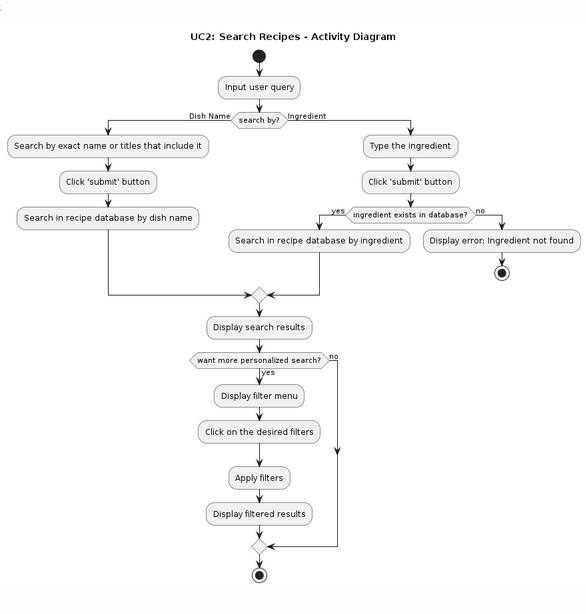 UC2: Search Recipes - Activity Diagram
Input user query
Dish Name
search by?
Ingredient
Search by exact name or titles that include it
Type the ingredient
Click 'submit' button
Click 'submit' button
Search in recipe database by dish name
yes
ingredient exists in database?
no
Search in recipe database by ingredient
Display error: Ingredient not found
Display search results
want more personalized search?
no
yes
Display filter menu
Click on the desired filters
Apply filters
Display filtered results